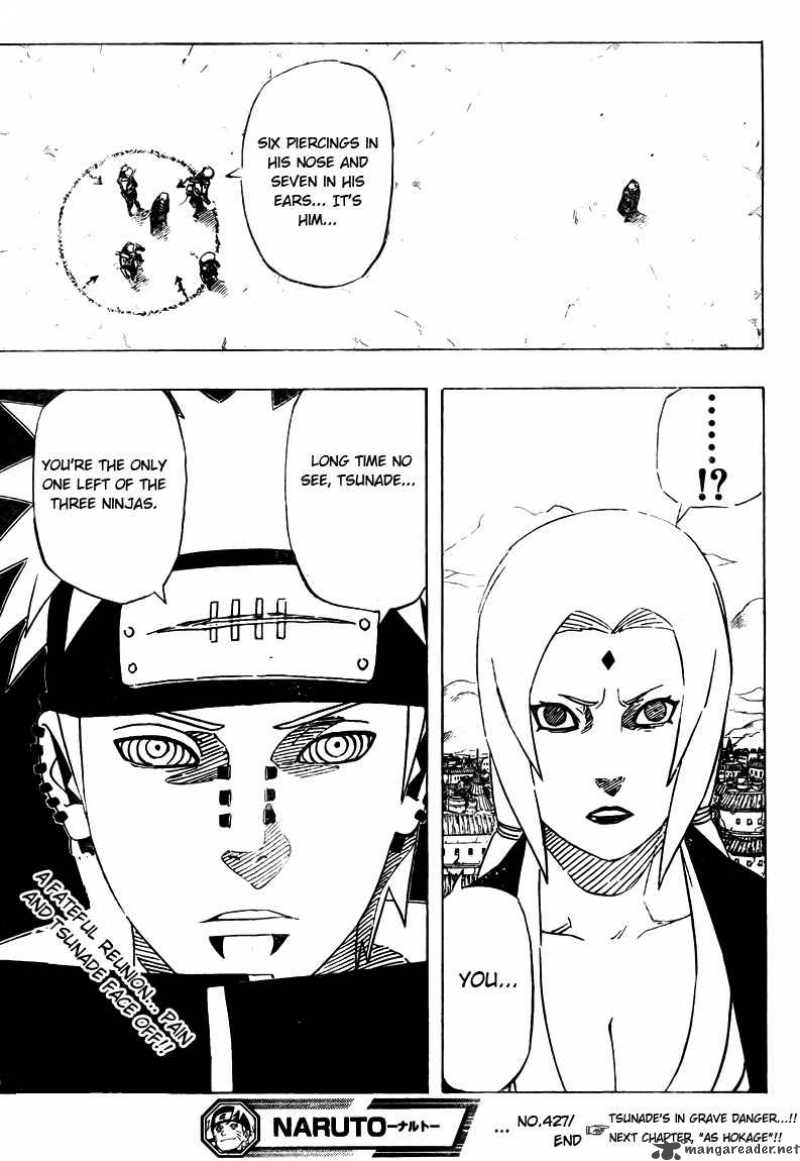 SIX PIERCINGS IN
HIS NOSE AND
SEVEN IN HIS
EARS... IT'S
HIM...
!?
YOU...
LONG TIME NO
SEE, TSUNADE...
YOU'RE THE ONLY
ONE LEFT OF THE
THREE NINJAS.
A FATEFUL REUNION... PAIN
AND TSUNADE FACE OFF!!
NARUTO
ーナルトー
...
NO.427/
END
☞
TSUNADE'S IN GRAVE DANGER...!!
NEXT CHAPTER, "AS HOKAGE"!!
mangareader.net